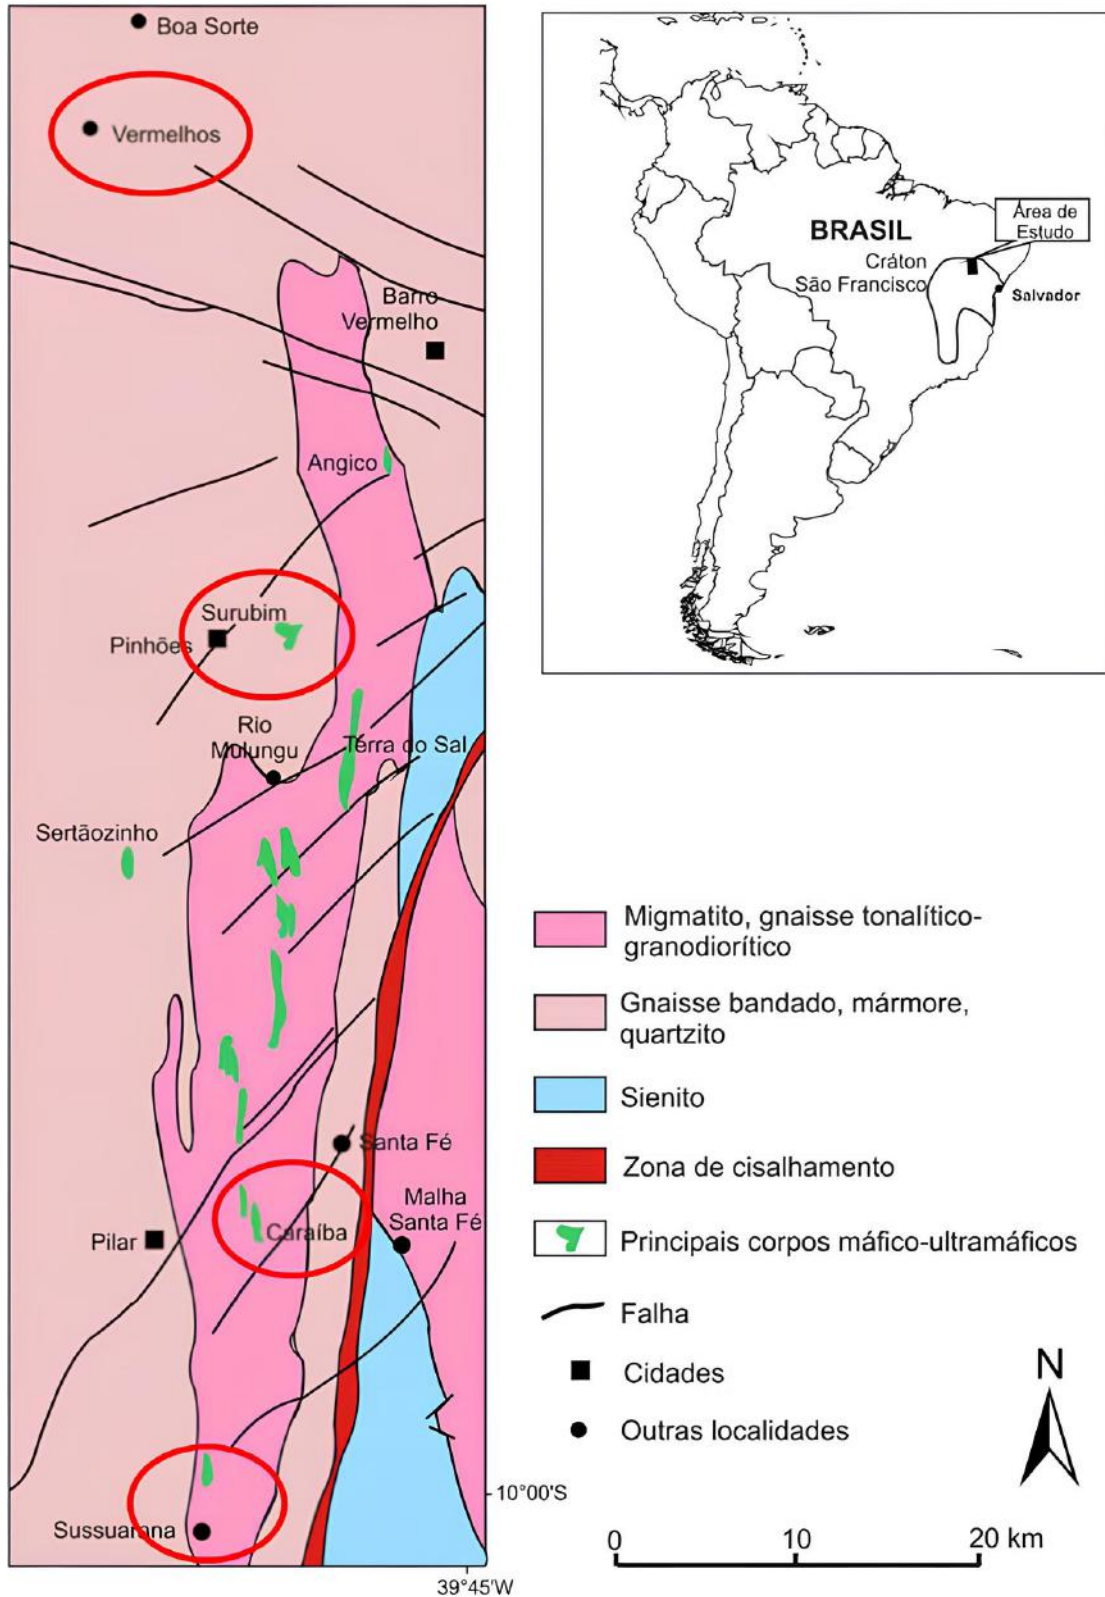 Boa Sorte
Vermelhos
Barro
Vermelho
Angico
Surubim
Pinhões
Rio
Mulungu
Terra do Sal
Sertãozinho
Santa Fé
Malha
Santa Fé
Caraíba
Pilar
Sussuarana
10°00'S
39°45'W
BRASIL
Área de
Estudo
Cráton
São Francisco
Salvador
Migmatito, gnaisse tonalítico-
granodiorítico
Gnaisse bandado, mármore,
quartzito
Sienito
Zona de cisalhamento
Principais corpos máfico-ultramáficos
Falha
Cidades
Outras localidades
N
0 10 20 km